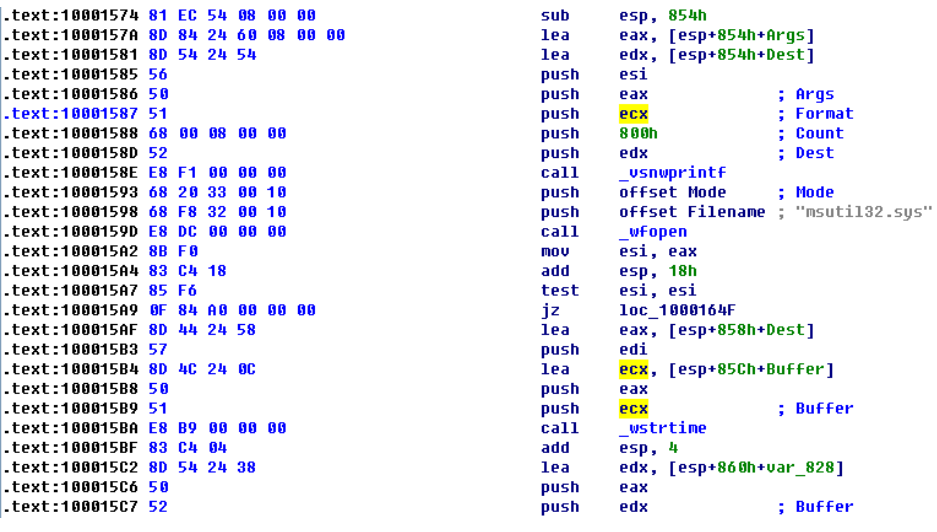 .text:10001574 81 EC 54 08 00 00 sub esp, 854h
.text:1000157A 8D 84 24 60 08 00 00 lea eax, [esp+854h+Args]
.text:10001581 8D 54 24 54 lea edx, [esp+854h+Dest]
.text:10001585 56 push esi
.text:10001586 50 push eax ; Args
.text:10001587 51 push ecx ; Format
.text:10001588 68 00 08 00 00 push 800h ; Count
.text:1000158D 52 push edx ; Dest
.text:1000158E E8 F1 00 00 00 call _vsnwprintf
.text:10001593 68 20 33 00 10 push offset Mode ; Mode
.text:10001598 68 F8 32 00 10 push offset Filename ; "msutil32.sys"
.text:1000159D E8 DC 00 00 00 call _wfopen
.text:100015A2 8B F0 mov esi, eax
.text:100015A4 83 C4 18 add esp, 18h
.text:100015A7 85 F6 test esi, esi
.text:100015A9 0F 84 A0 00 00 00 jz loc_1000164F
.text:100015AF 8D 44 24 58 lea eax, [esp+858h+Dest]
.text:100015B3 57 push edi
.text:100015B4 8D 4C 24 0C lea ecx, [esp+85Ch+Buffer]
.text:100015B8 50 push eax
.text:100015B9 51 push ecx ; Buffer
.text:100015BA E8 B9 00 00 00 call _wstrtime
.text:100015BF 83 C4 04 add esp, 4
.text:100015C2 8D 54 24 38 lea edx, [esp+860h+var_828]
.text:100015C6 50 push eax
.text:100015C7 52 push edx ; Buffer